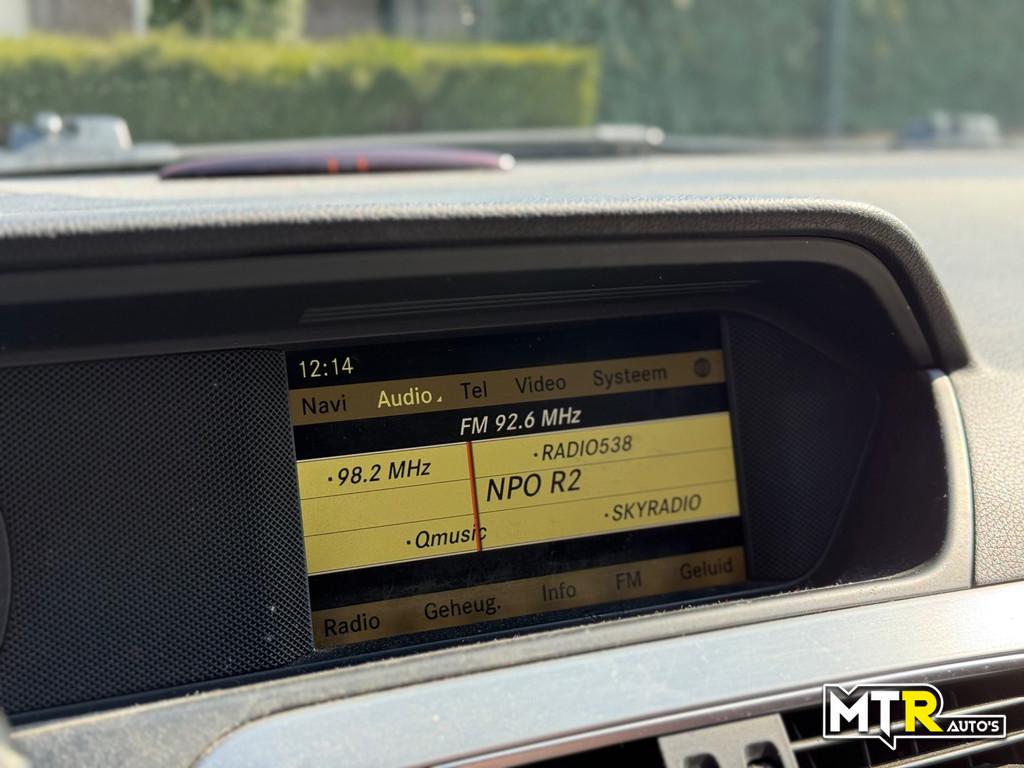 12:14
Navi Audio Tel Video Systeem
FM 92.6 MHz
·RADIO538
·98.2 MHz
NPO R2
·SKYRADIO
·Qmusic
Radio Geheug. Info FM Geluid
MTR AUTO'S